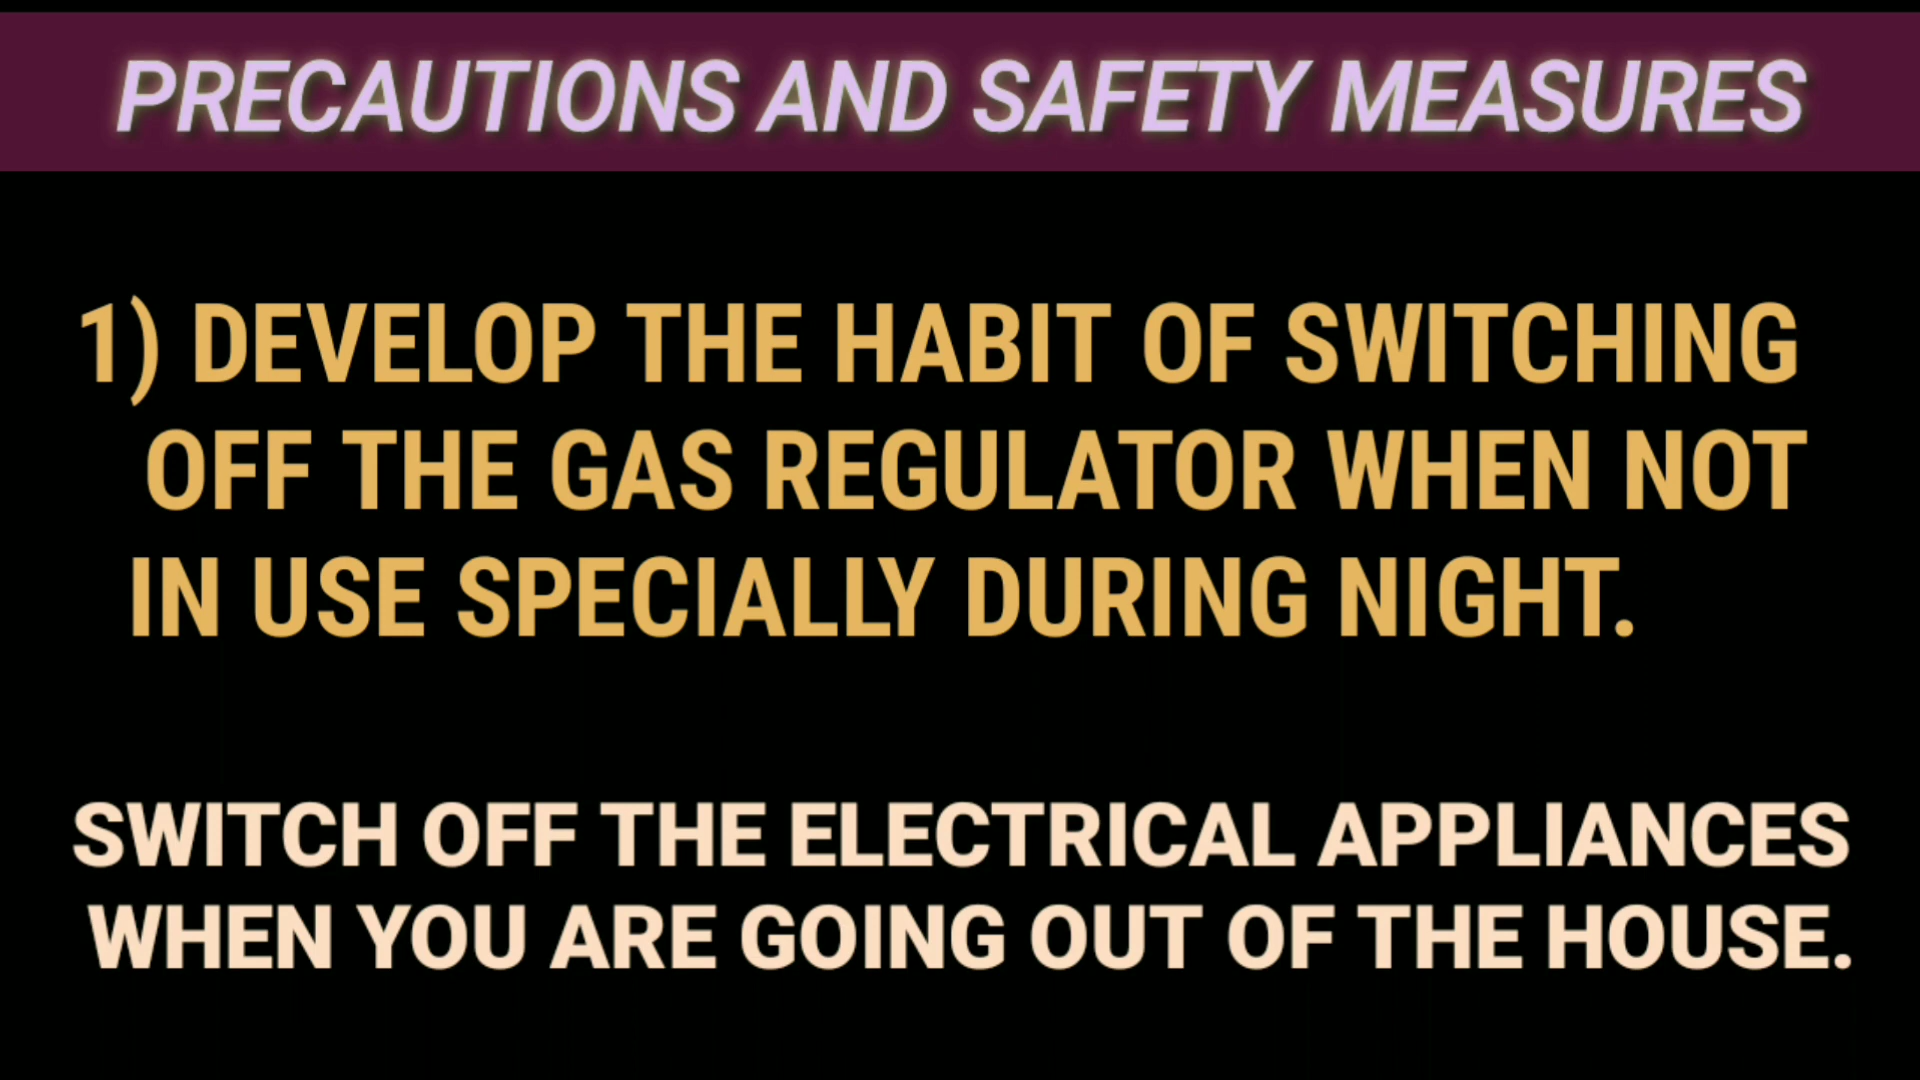 PRECAUTIONS AND SAFETY MEASURES
1) DEVELOP THE HABIT OF SWITCHING
OFF THE GAS REGULATOR WHEN NOT
IN USE SPECIALLY DURING NIGHT.
SWITCH OFF THE ELECTRICAL APPLIANCES
WHEN YOU ARE GOING OUT OF THE HOUSE.